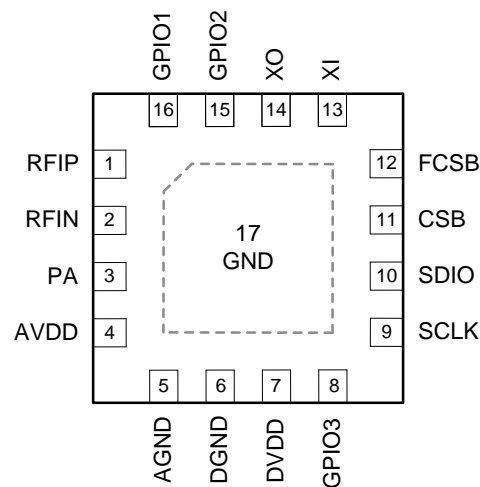 GPIO1 GPIO2 XO XI
16 15 14 13
RFIP 1 12 FCSB
RFIN 2 11 CSB
17
GND
PA 3 10 SDIO
AVDD 4 9 SCLK
5 6 7 8
AGND DGND DVDD GPIO3